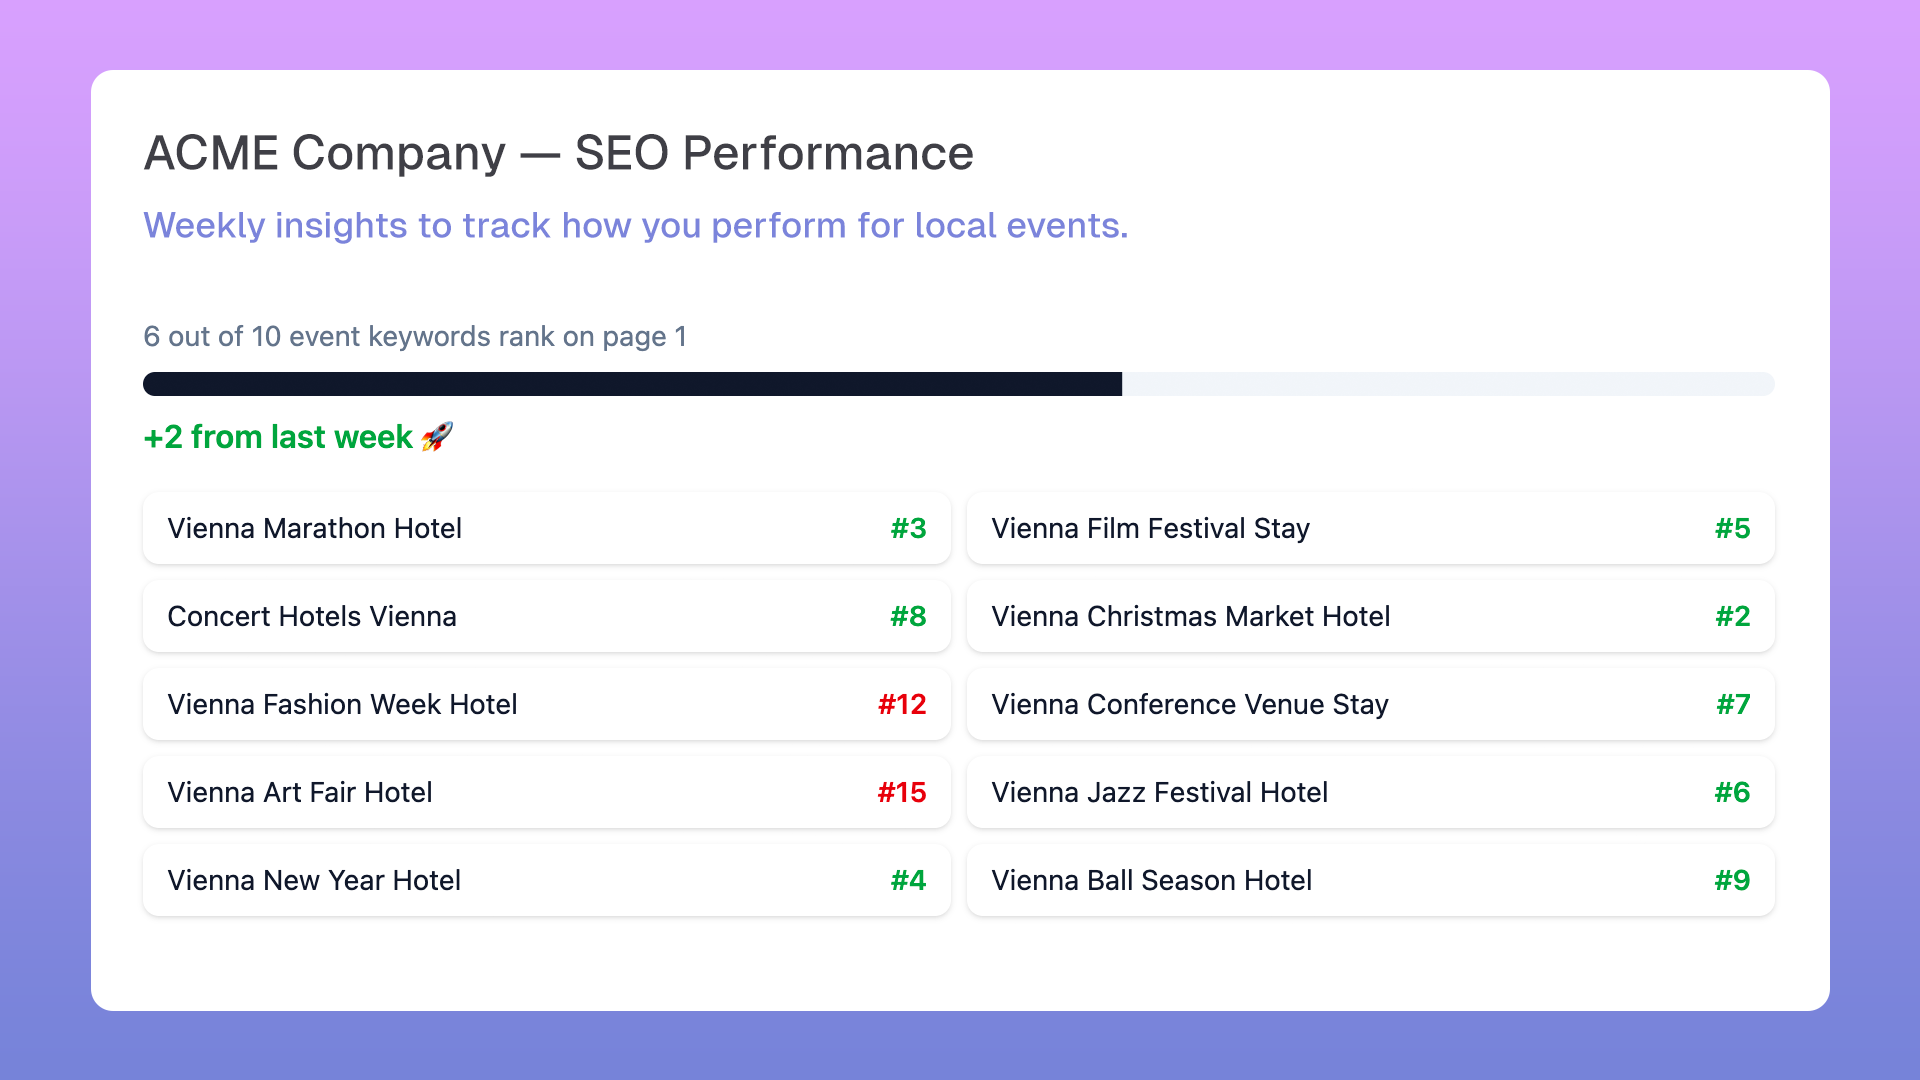 ACME Company — SEO Performance
Weekly insights to track how you perform for local events.
6 out of 10 event keywords rank on page 1
+2 from last week 🚀
Vienna Marathon Hotel #3
Vienna Film Festival Stay #5
Concert Hotels Vienna #8
Vienna Christmas Market Hotel #2
Vienna Fashion Week Hotel #12
Vienna Conference Venue Stay #7
Vienna Art Fair Hotel #15
Vienna Jazz Festival Hotel #6
Vienna New Year Hotel #4
Vienna Ball Season Hotel #9